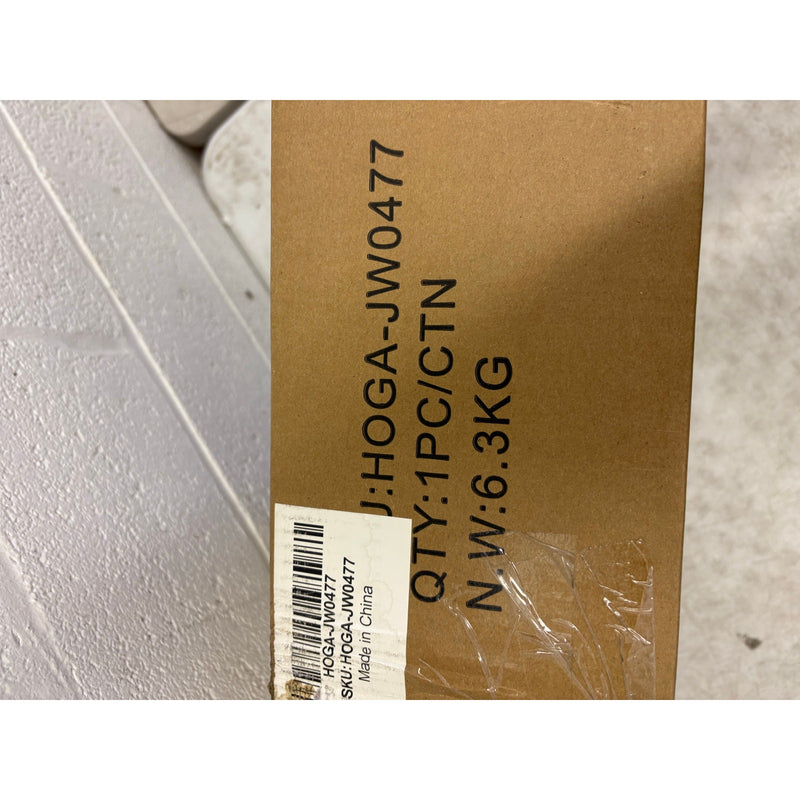 U:HOGA-JW0477
QTY:1PC/CTN
N.W:6.3KG
HOGA-JW0477
SKU:HOGA-JW0477
Made in China